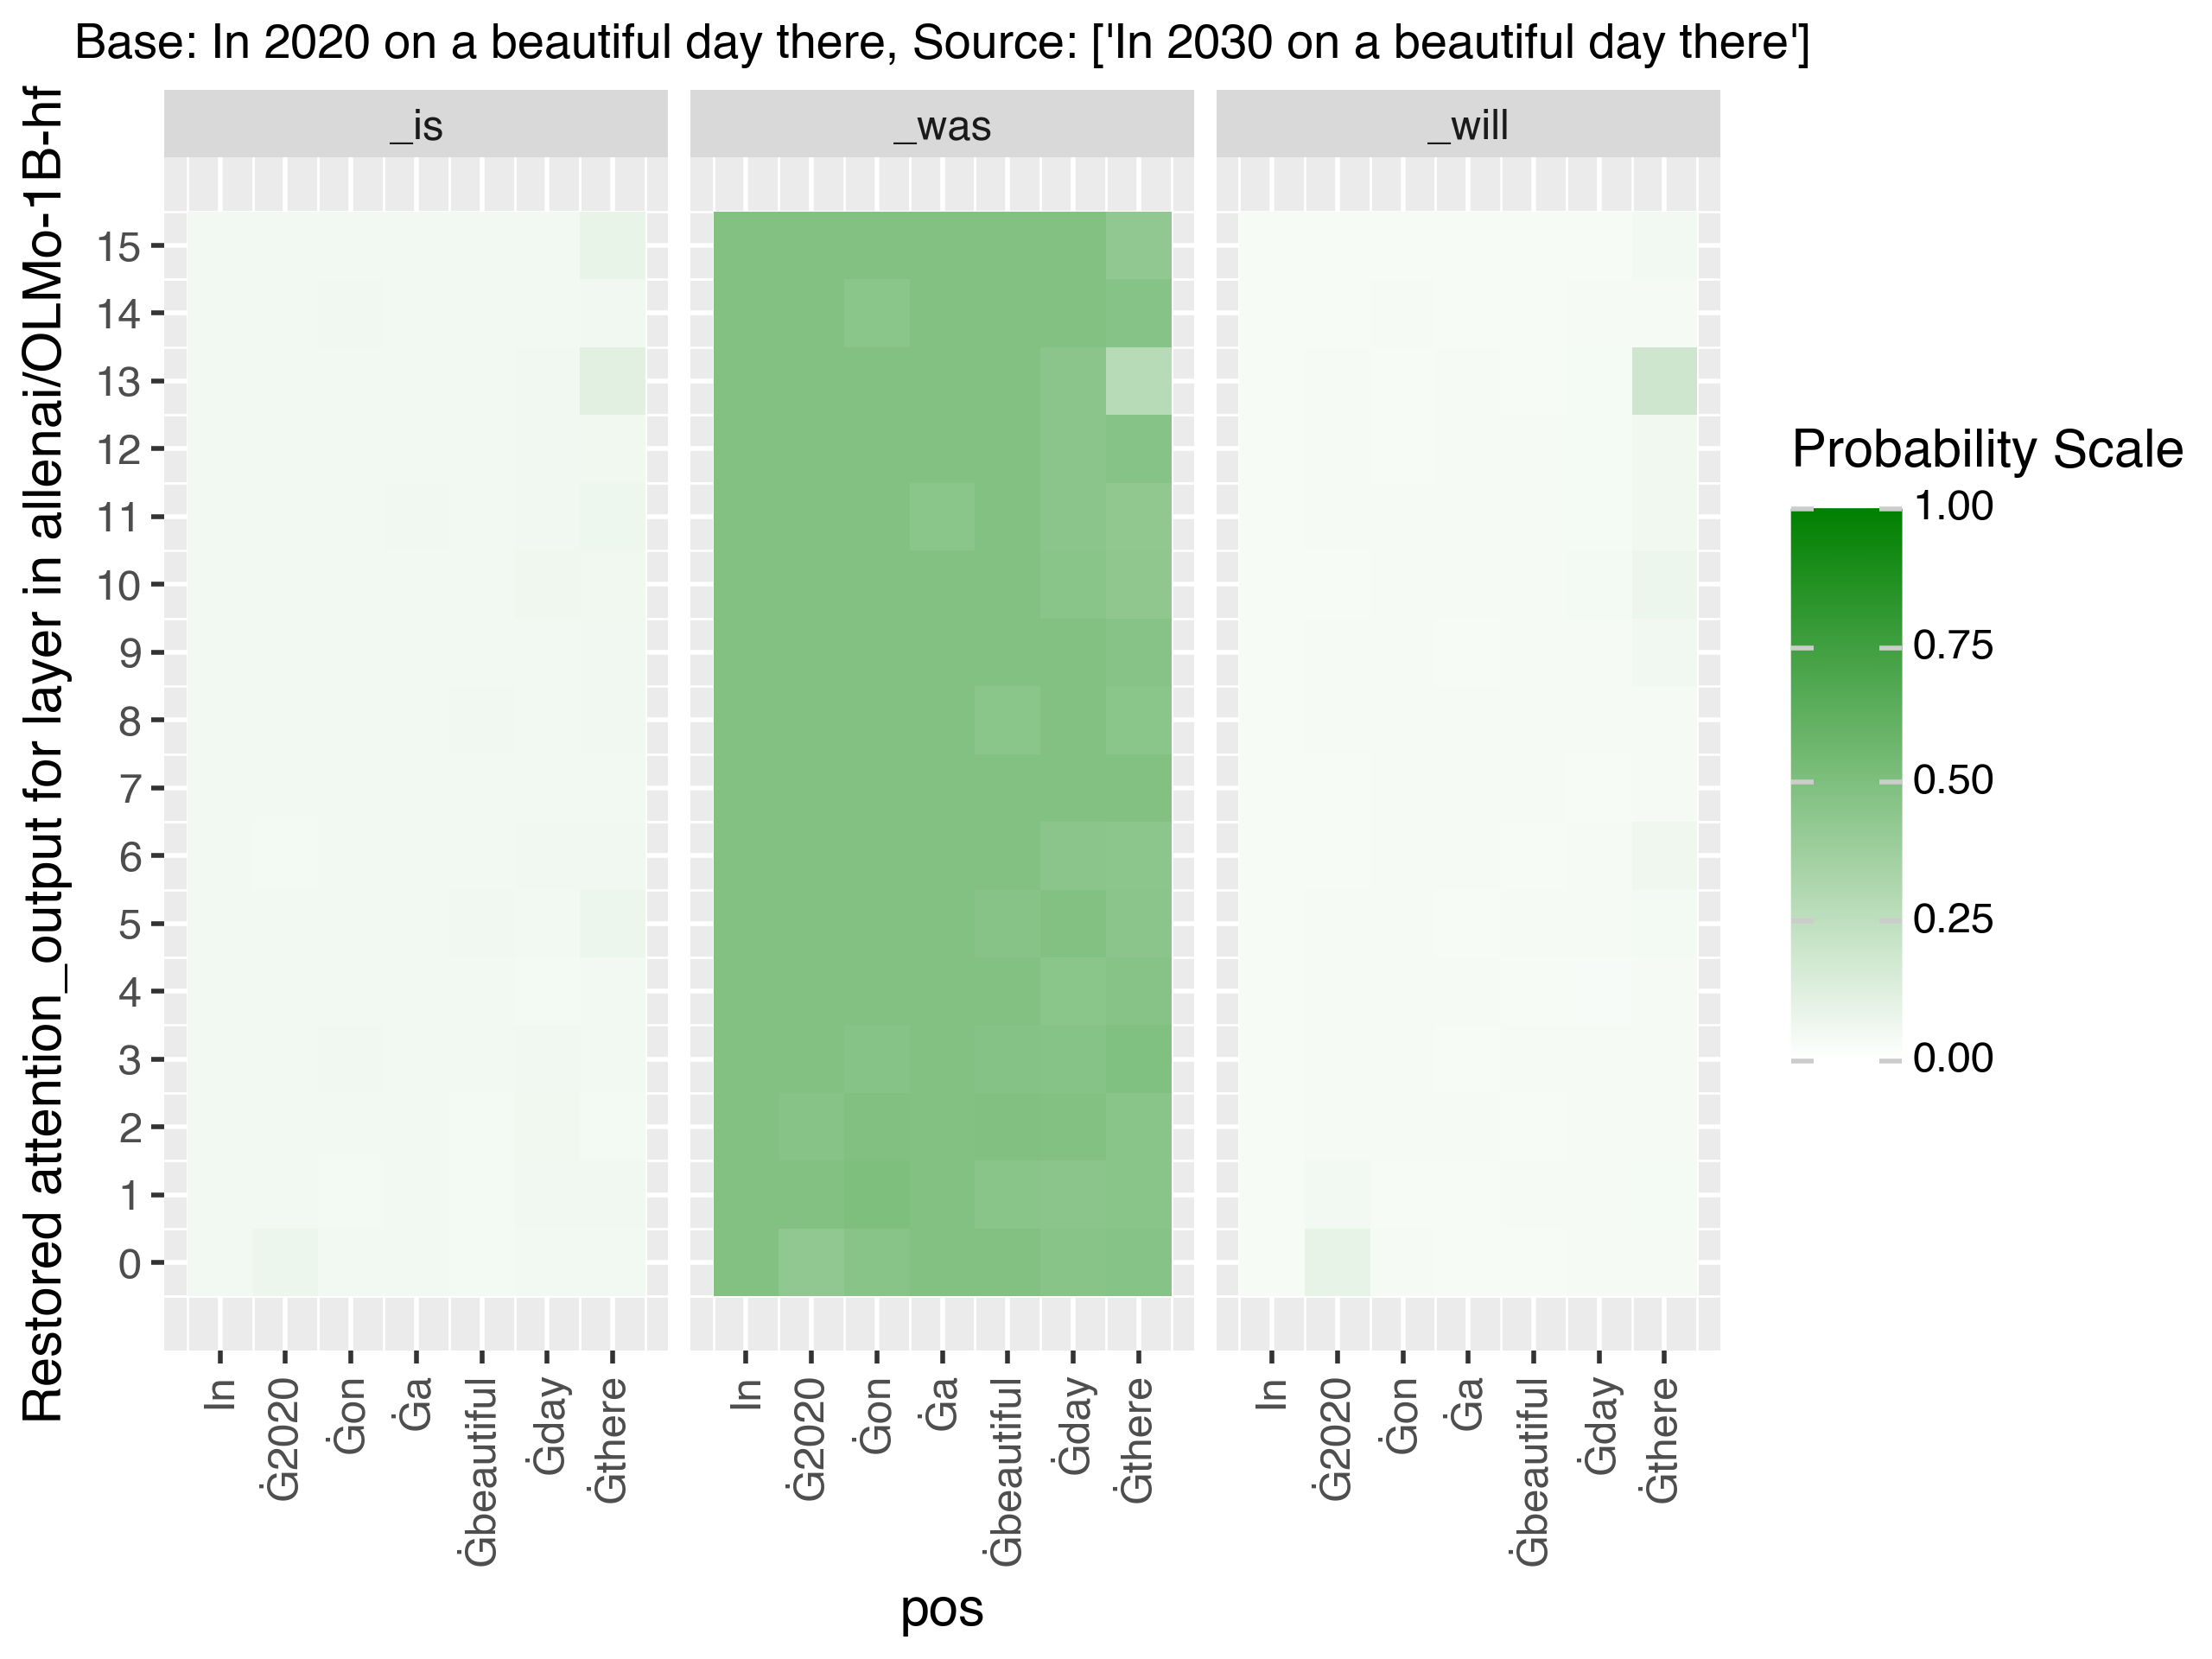 Base: In 2020 on a beautiful day there, Source: ['In 2030 on a beautiful day there']
Restored attention_output for layer in allenai/OLMo-1B-hf
_is
_was
_will
15
14
13
12
11
10
9
8
7
6
5
4
3
2
1
0
In
Ġ2020
Ġon
Ġa
Ġbeautiful
Ġday
Ġthere
In
Ġ2020
Ġon
Ġa
Ġbeautiful
Ġday
Ġthere
In
Ġ2020
Ġon
Ġa
Ġbeautiful
Ġday
Ġthere
pos
Probability Scale
1.00
0.75
0.50
0.25
0.00